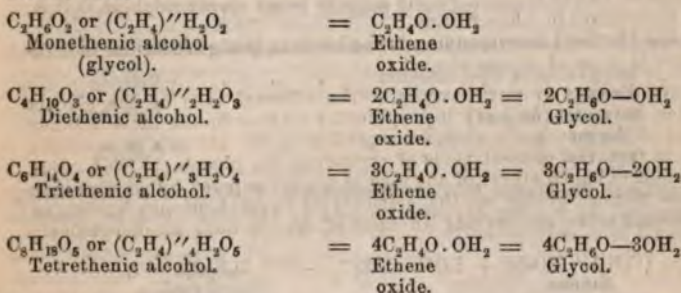 C₂H₆O₂ or (C₂H₄)″H₂O₂ = C₂H₄O . OH₂
Monethenic alcohol Ethene
(glycol). oxide.
C₄H₁₀O₃ or (C₂H₄)″₂H₂O₃ = 2C₂H₄O . OH₂ = 2C₂H₆O—OH₂
Diethenic alcohol. Ethene Glycol.
oxide.
C₆H₁₄O₄ or (C₂H₄)″₃H₂O₄ = 3C₂H₄O . OH₂ = 3C₂H₆O—2OH₂
Triethenic alcohol. Ethene Glycol.
oxide.
C₈H₁₈O₅ or (C₂H₄)″₄H₂O₅ = 4C₂H₄O . OH₂ = 4C₂H₆O—3OH₂
Tetrethenic alcohol. Ethene Glycol.
oxide.